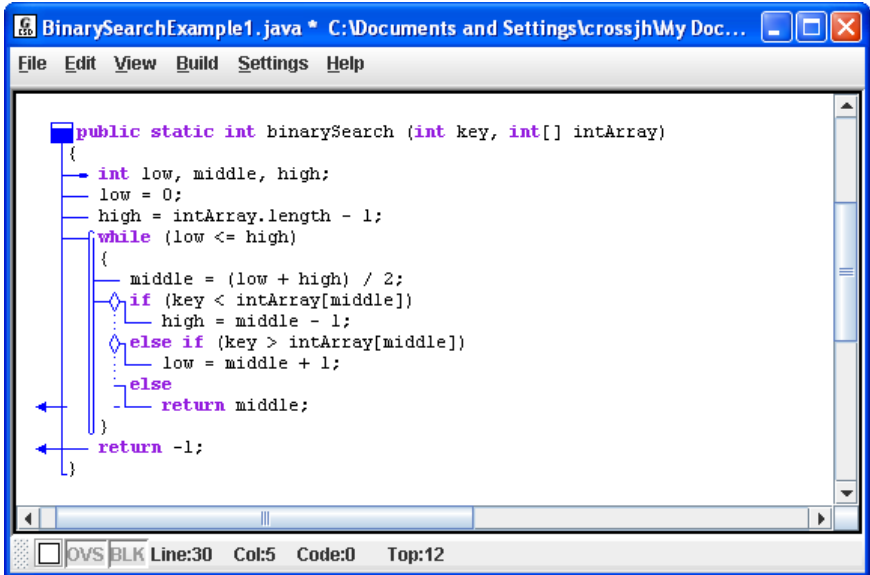 BinarySearchExample1.java * C:\Documents and Settings\crossjh\My Doc...
File Edit View Build Settings Help
public static int binarySearch (int key, int[] intArray)
{
int low, middle, high;
low = 0;
high = intArray.length - 1;
while (low <= high)
{
middle = (low + high) / 2;
if (key < intArray[middle])
high = middle - 1;
else if (key > intArray[middle])
low = middle + 1;
else
return middle;
}
return -1;
}
OVS BLK Line:30 Col:5 Code:0 Top:12